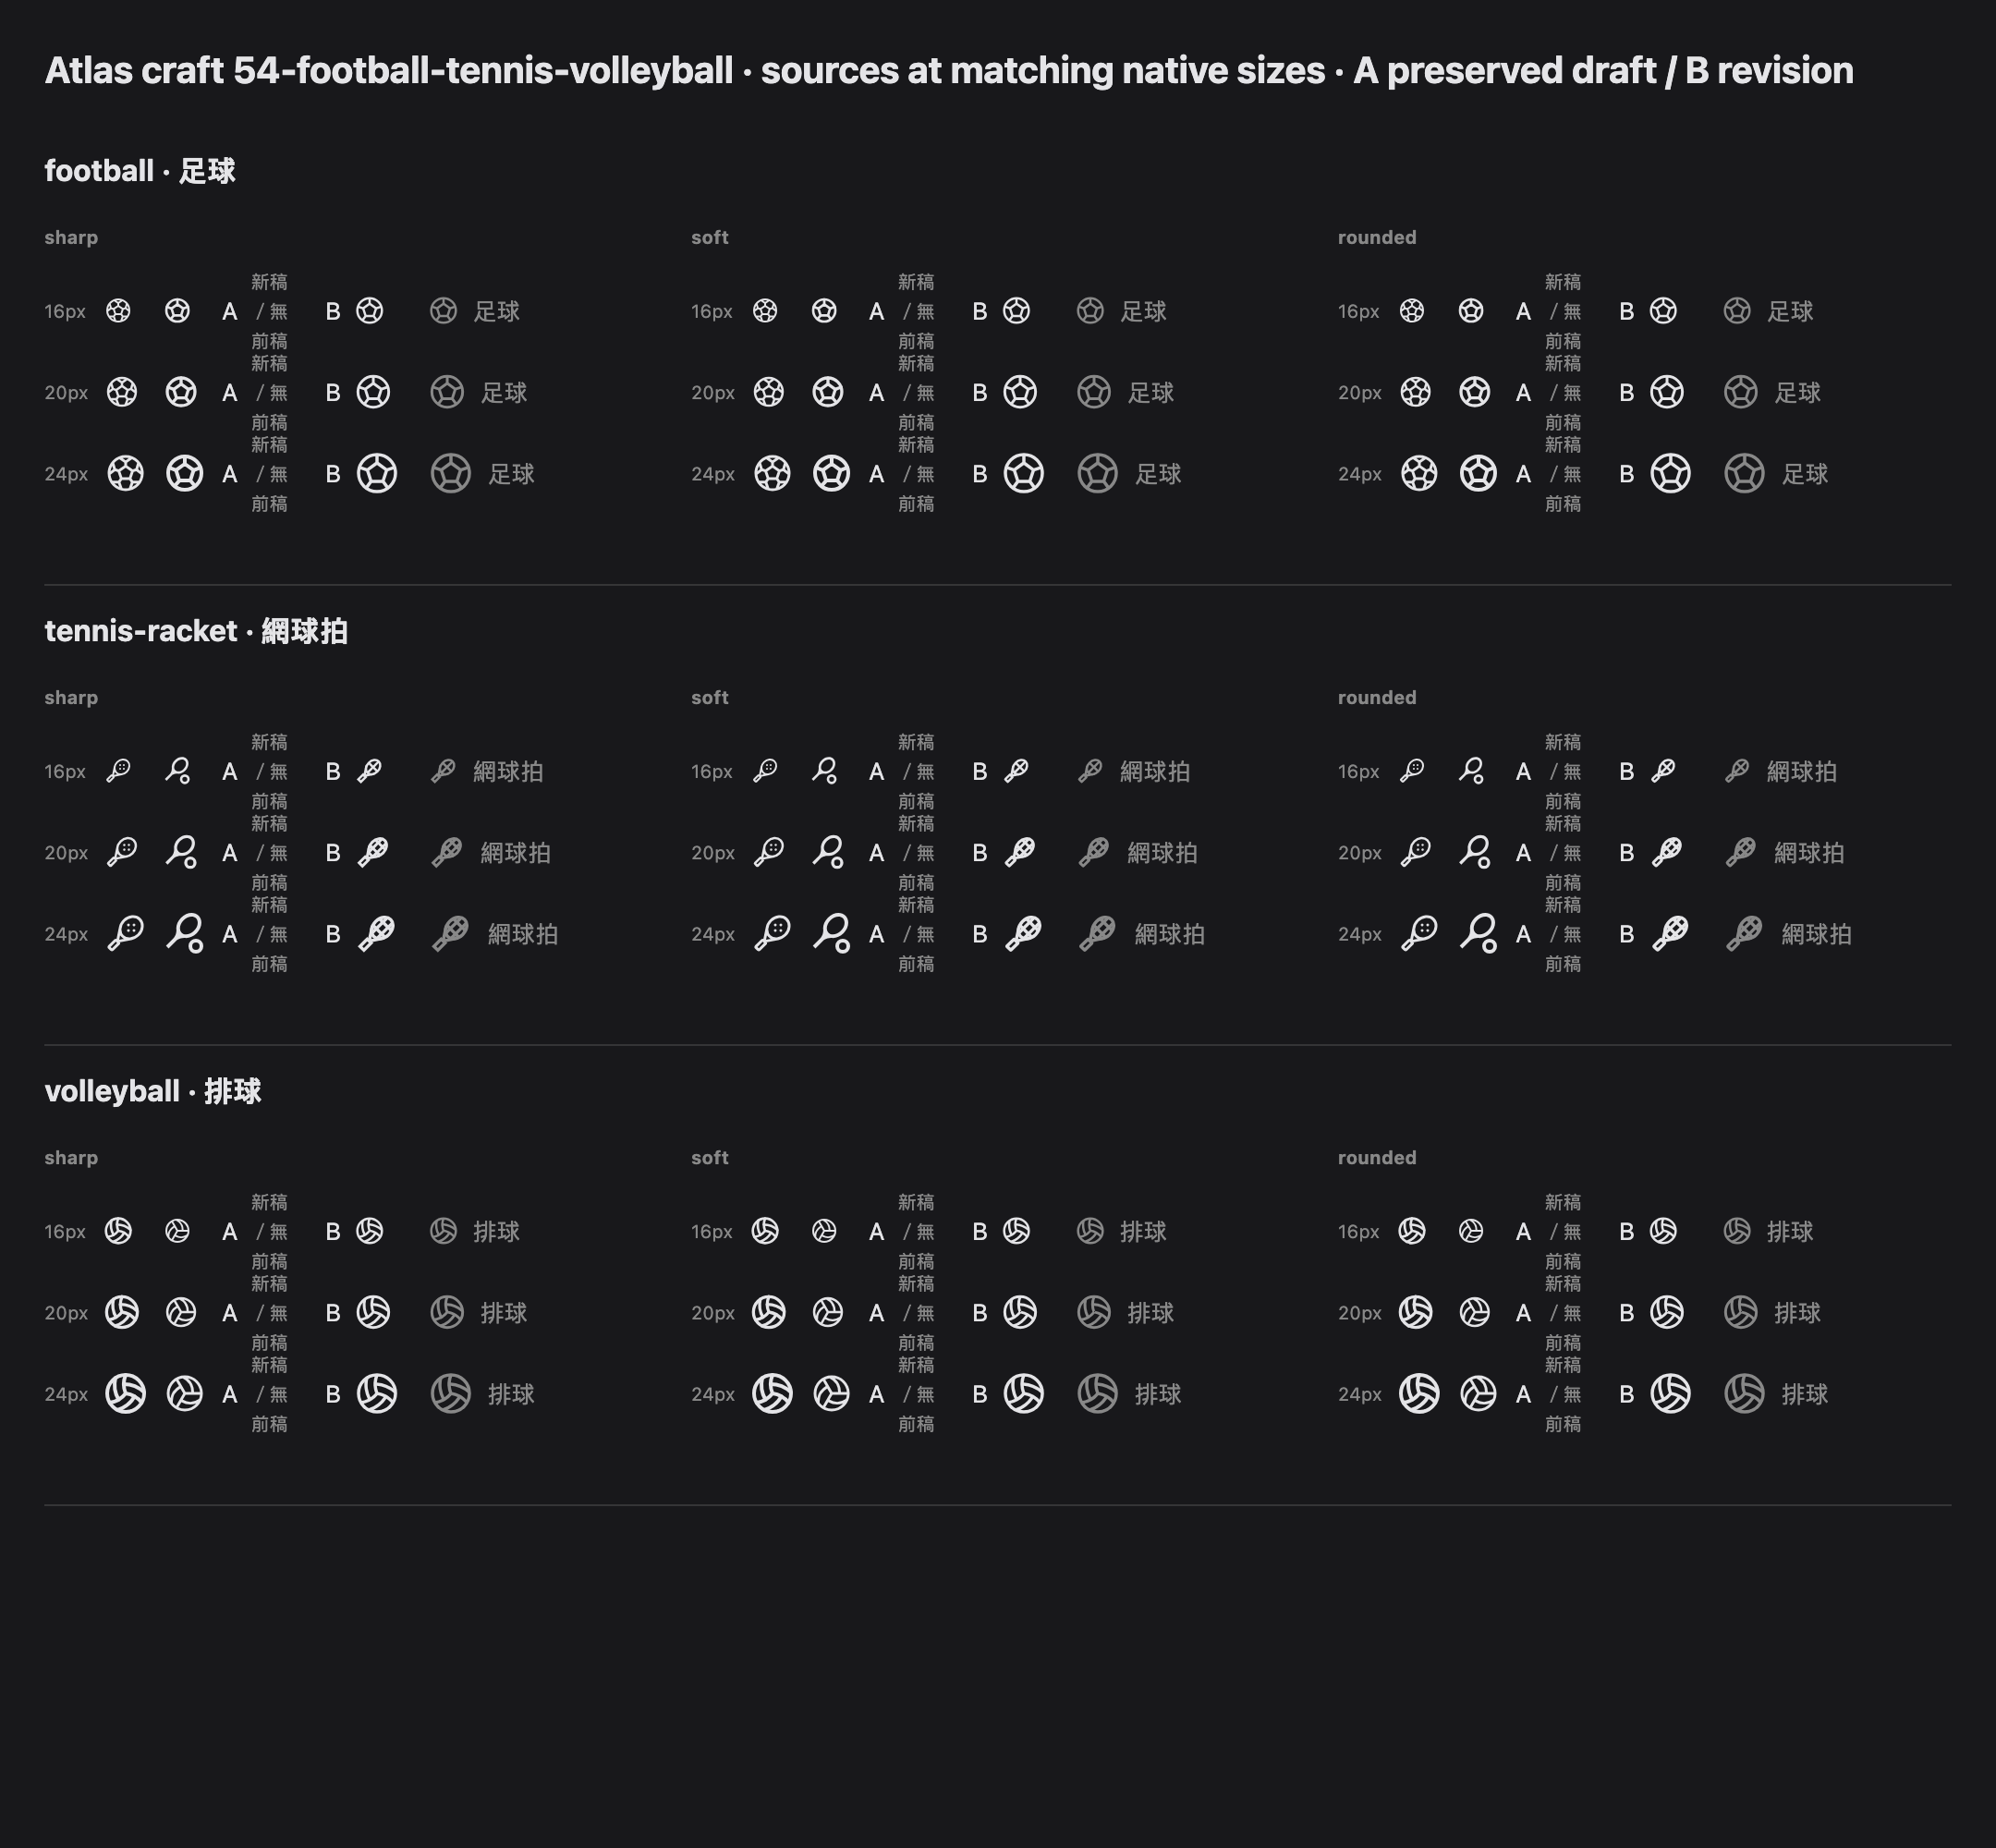 Atlas craft 54-football-tennis-volleyball · sources at matching native sizes · A preserved draft / B revision
football · 足球
sharp
soft
rounded
16px A 新稿 / 無前稿 B 足球
16px A 新稿 / 無前稿 B 足球
16px A 新稿 / 無前稿 B 足球
20px A 新稿 / 無前稿 B 足球
20px A 新稿 / 無前稿 B 足球
20px A 新稿 / 無前稿 B 足球
24px A 新稿 / 無前稿 B 足球
24px A 新稿 / 無前稿 B 足球
24px A 新稿 / 無前稿 B 足球
tennis-racket · 網球拍
sharp
soft
rounded
16px A 新稿 / 無前稿 B 網球拍
16px A 新稿 / 無前稿 B 網球拍
16px A 新稿 / 無前稿 B 網球拍
20px A 新稿 / 無前稿 B 網球拍
20px A 新稿 / 無前稿 B 網球拍
20px A 新稿 / 無前稿 B 網球拍
24px A 新稿 / 無前稿 B 網球拍
24px A 新稿 / 無前稿 B 網球拍
24px A 新稿 / 無前稿 B 網球拍
volleyball · 排球
sharp
soft
rounded
16px A 新稿 / 無前稿 B 排球
16px A 新稿 / 無前稿 B 排球
16px A 新稿 / 無前稿 B 排球
20px A 新稿 / 無前稿 B 排球
20px A 新稿 / 無前稿 B 排球
20px A 新稿 / 無前稿 B 排球
24px A 新稿 / 無前稿 B 排球
24px A 新稿 / 無前稿 B 排球
24px A 新稿 / 無前稿 B 排球